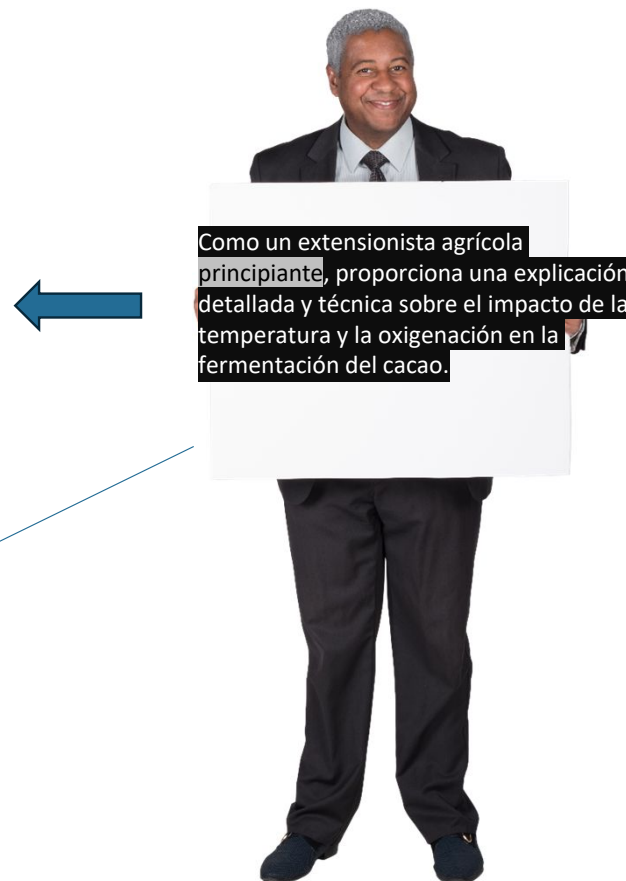 Como un extensionista agrícola
principiante, proporciona una explicación
detallada y técnica sobre el impacto de la
temperatura y la oxigenación en la
fermentación del cacao.